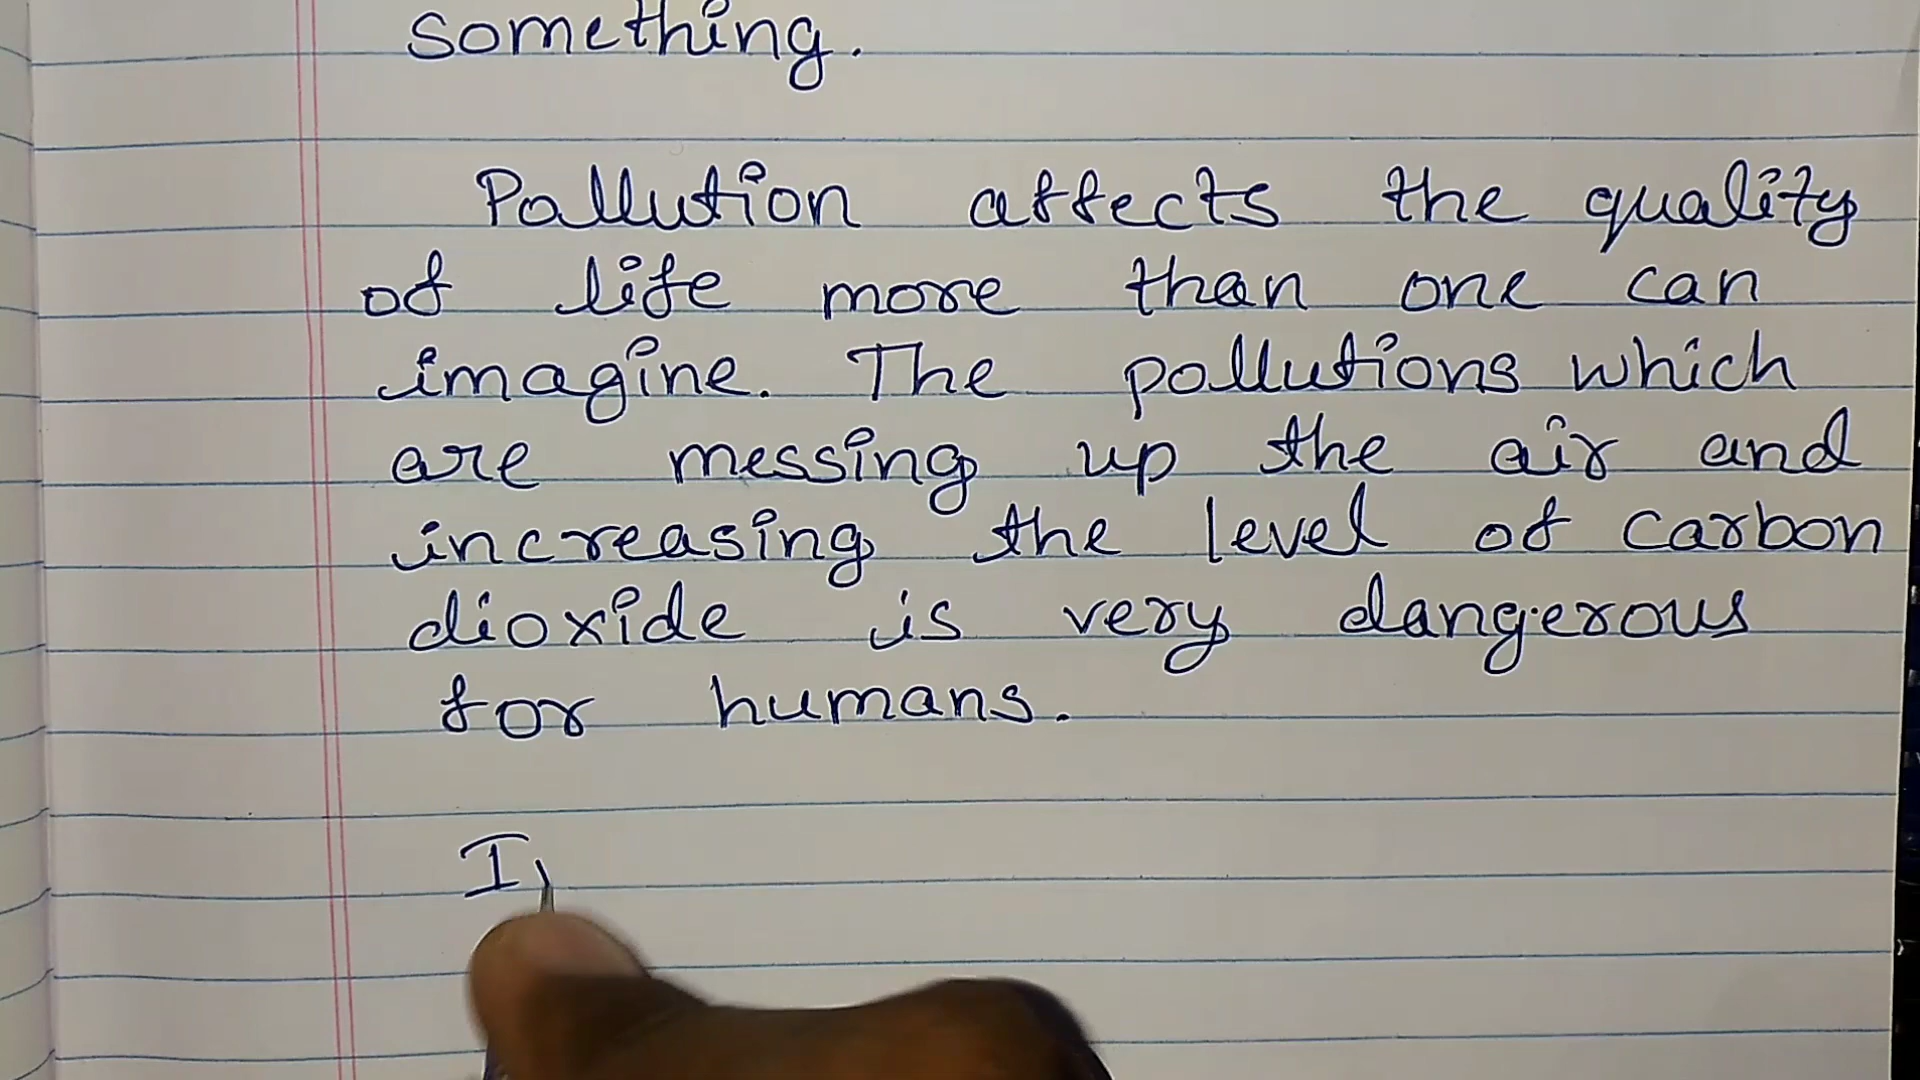 something.
Pollution affects the quality
of life more than one can
imagine. The pollutions which
are messing up the air and
increasing the level of carbon
dioxide is very dangerous
for humans.
I